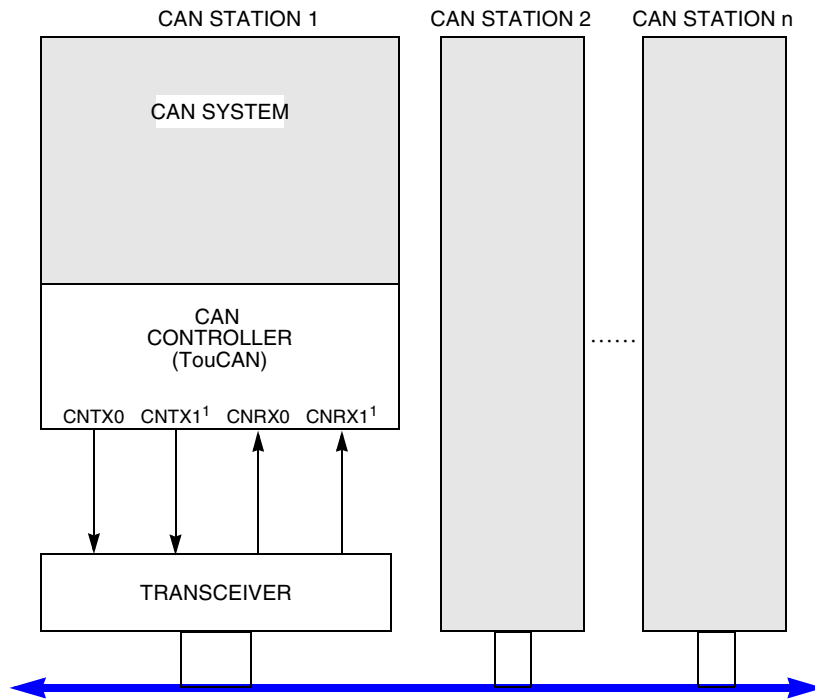 CAN STATION 1
CAN STATION 2
CAN STATION n
CAN SYSTEM
CAN
CONTROLLER
(TouCAN)
......
CNTX0 CNTX1¹ CNRX0 CNRX1¹
TRANSCEIVER